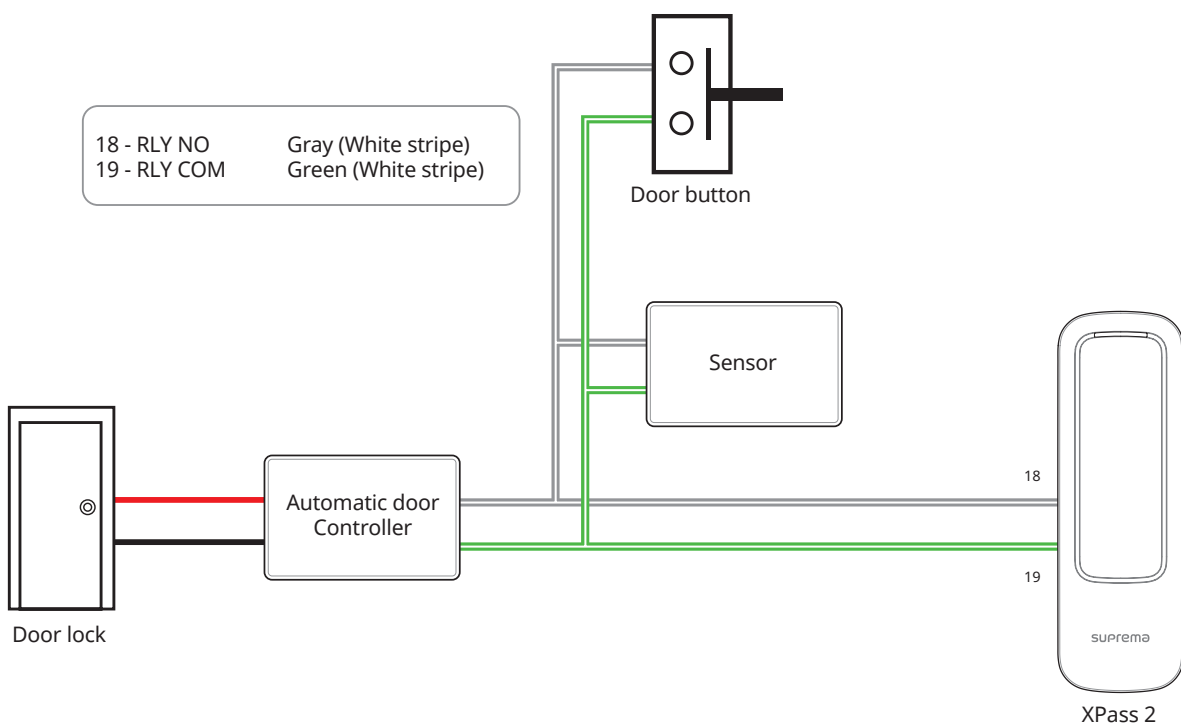 18 - RLY NO Gray (White stripe)
19 - RLY COM Green (White stripe)
Door button
Sensor
Automatic door
Controller
18
19
Door lock
suprema
XPass 2